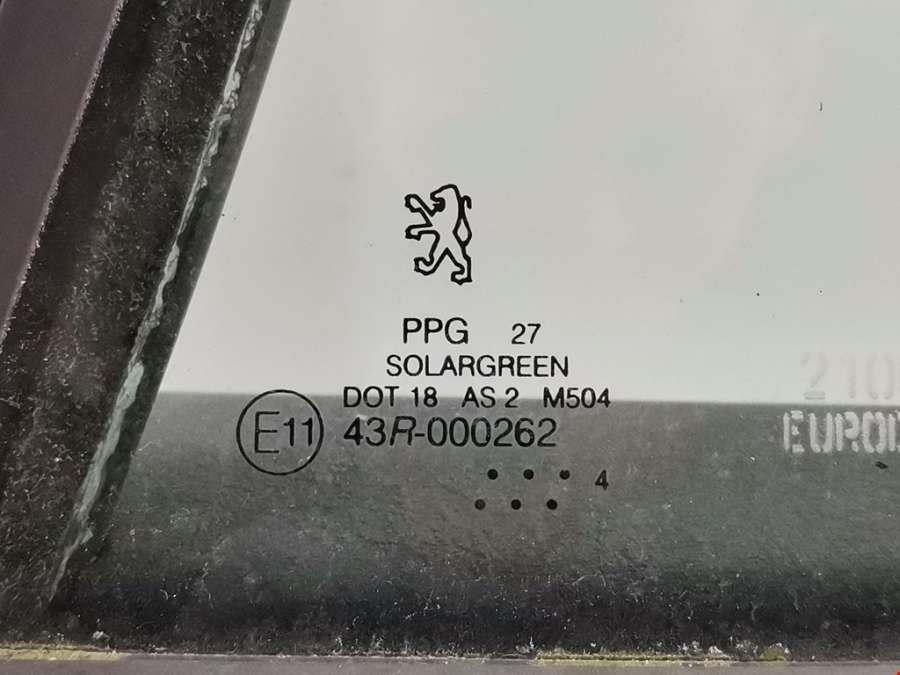 PPG 27
SOLARGREEN
DOT 18 AS 2 M504
E11 43R-000262
4